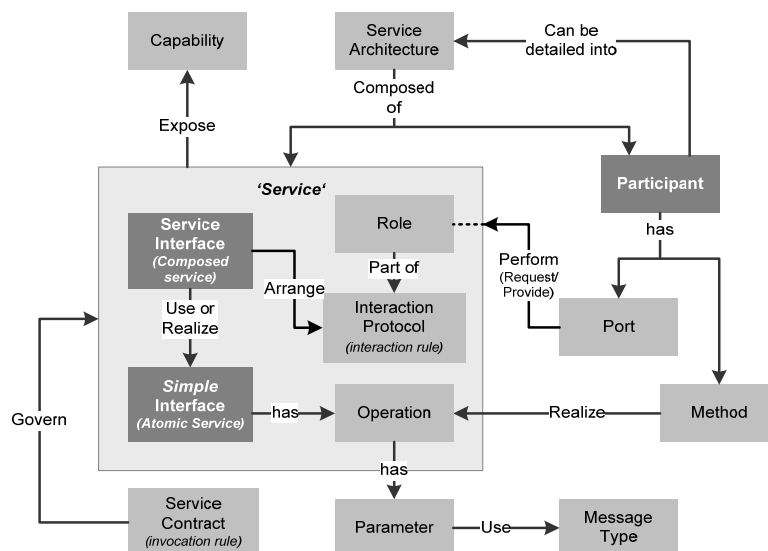 Capability
Service
Architecture
Can be
detailed into
Composed
of
Expose
'Service'
Participant
Service
Interface
(Composed
service)
Role
has
Part of
Perform
(Request/
Provide)
Arrange
Use or
Realize
Interaction
Protocol
(interaction rule)
Port
Simple
Interface
(Atomic Service)
has
Operation
Realize
Method
Govern
has
Service
Contract
(invocation rule)
Parameter
Use
Message
Type